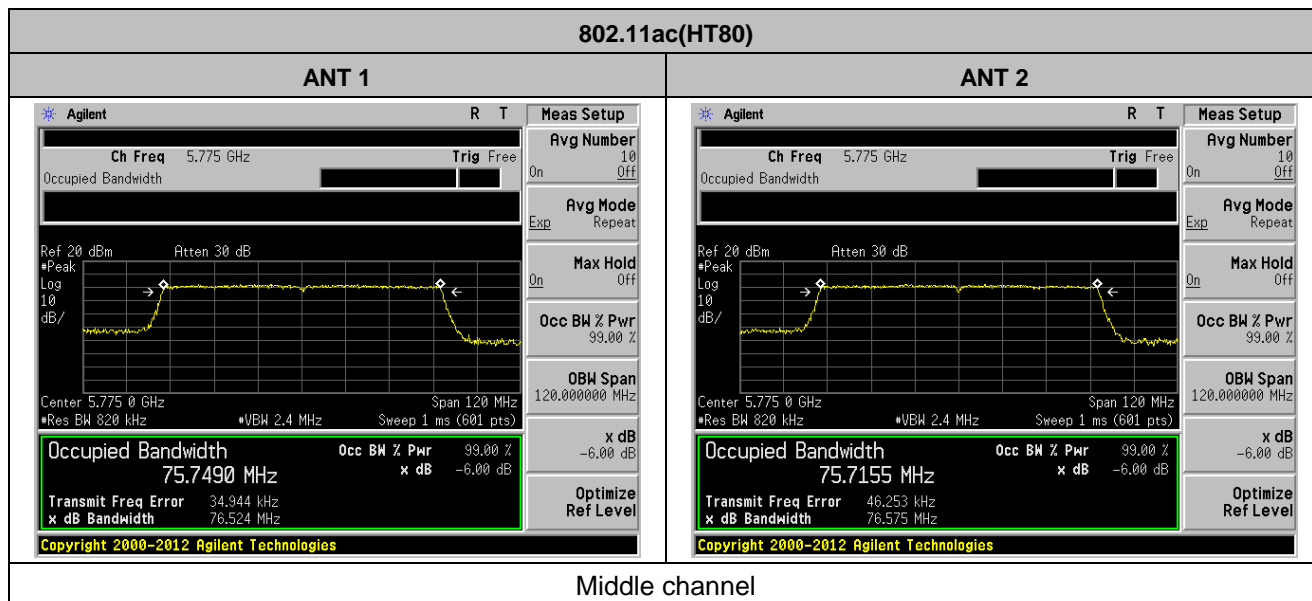 802.11ac(HT80)
ANT 1
ANT 2
Agilent
R T
Ch Freq 5.775 GHz Trig Free
Occupied Bandwidth
Ref 20 dBm Atten 30 dB
#Peak
Log
10
dB/
Center 5.775 0 GHz Span 120 MHz
#Res BW 820 kHz #VBW 2.4 MHz Sweep 1 ms (601 pts)
Occupied Bandwidth Occ BW % Pwr 99.00 %
75.7490 MHz x dB -6.00 dB
Transmit Freq Error 34.944 kHz
x dB Bandwidth 76.524 MHz
Copyright 2000-2012 Agilent Technologies
Meas Setup
Avg Number
10
On Off
Avg Mode
Exp Repeat
Max Hold
On Off
Occ BW % Pwr
99.00 %
OBW Span
120.000000 MHz
x dB
-6.00 dB
Optimize
Ref Level
Agilent
R T
Ch Freq 5.775 GHz Trig Free
Occupied Bandwidth
Ref 20 dBm Atten 30 dB
#Peak
Log
10
dB/
Center 5.775 0 GHz Span 120 MHz
#Res BW 820 kHz #VBW 2.4 MHz Sweep 1 ms (601 pts)
Occupied Bandwidth Occ BW % Pwr 99.00 %
75.7155 MHz x dB -6.00 dB
Transmit Freq Error 46.253 kHz
x dB Bandwidth 76.575 MHz
Copyright 2000-2012 Agilent Technologies
Meas Setup
Avg Number
10
On Off
Avg Mode
Exp Repeat
Max Hold
On Off
Occ BW % Pwr
99.00 %
OBW Span
120.000000 MHz
x dB
-6.00 dB
Optimize
Ref Level
Middle channel